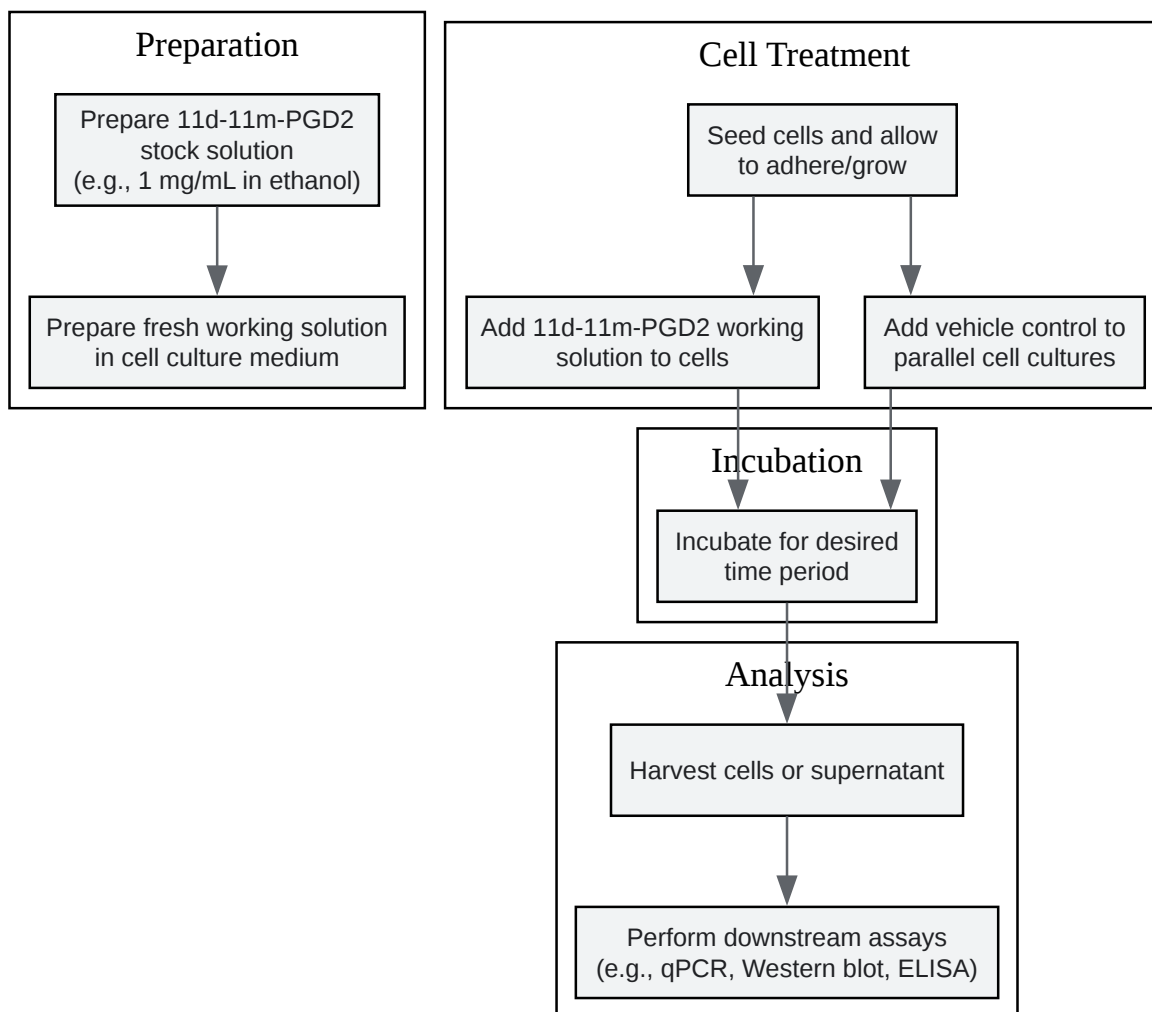 Preparation
Prepare 11d-11m-PGD2
stock solution
(e.g., 1 mg/mL in ethanol)
Prepare fresh working solution
in cell culture medium
Cell Treatment
Seed cells and allow
to adhere/grow
Add 11d-11m-PGD2 working
solution to cells
Add vehicle control to
parallel cell cultures
Incubation
Incubate for desired
time period
Analysis
Harvest cells or supernatant
Perform downstream assays
(e.g., qPCR, Western blot, ELISA)